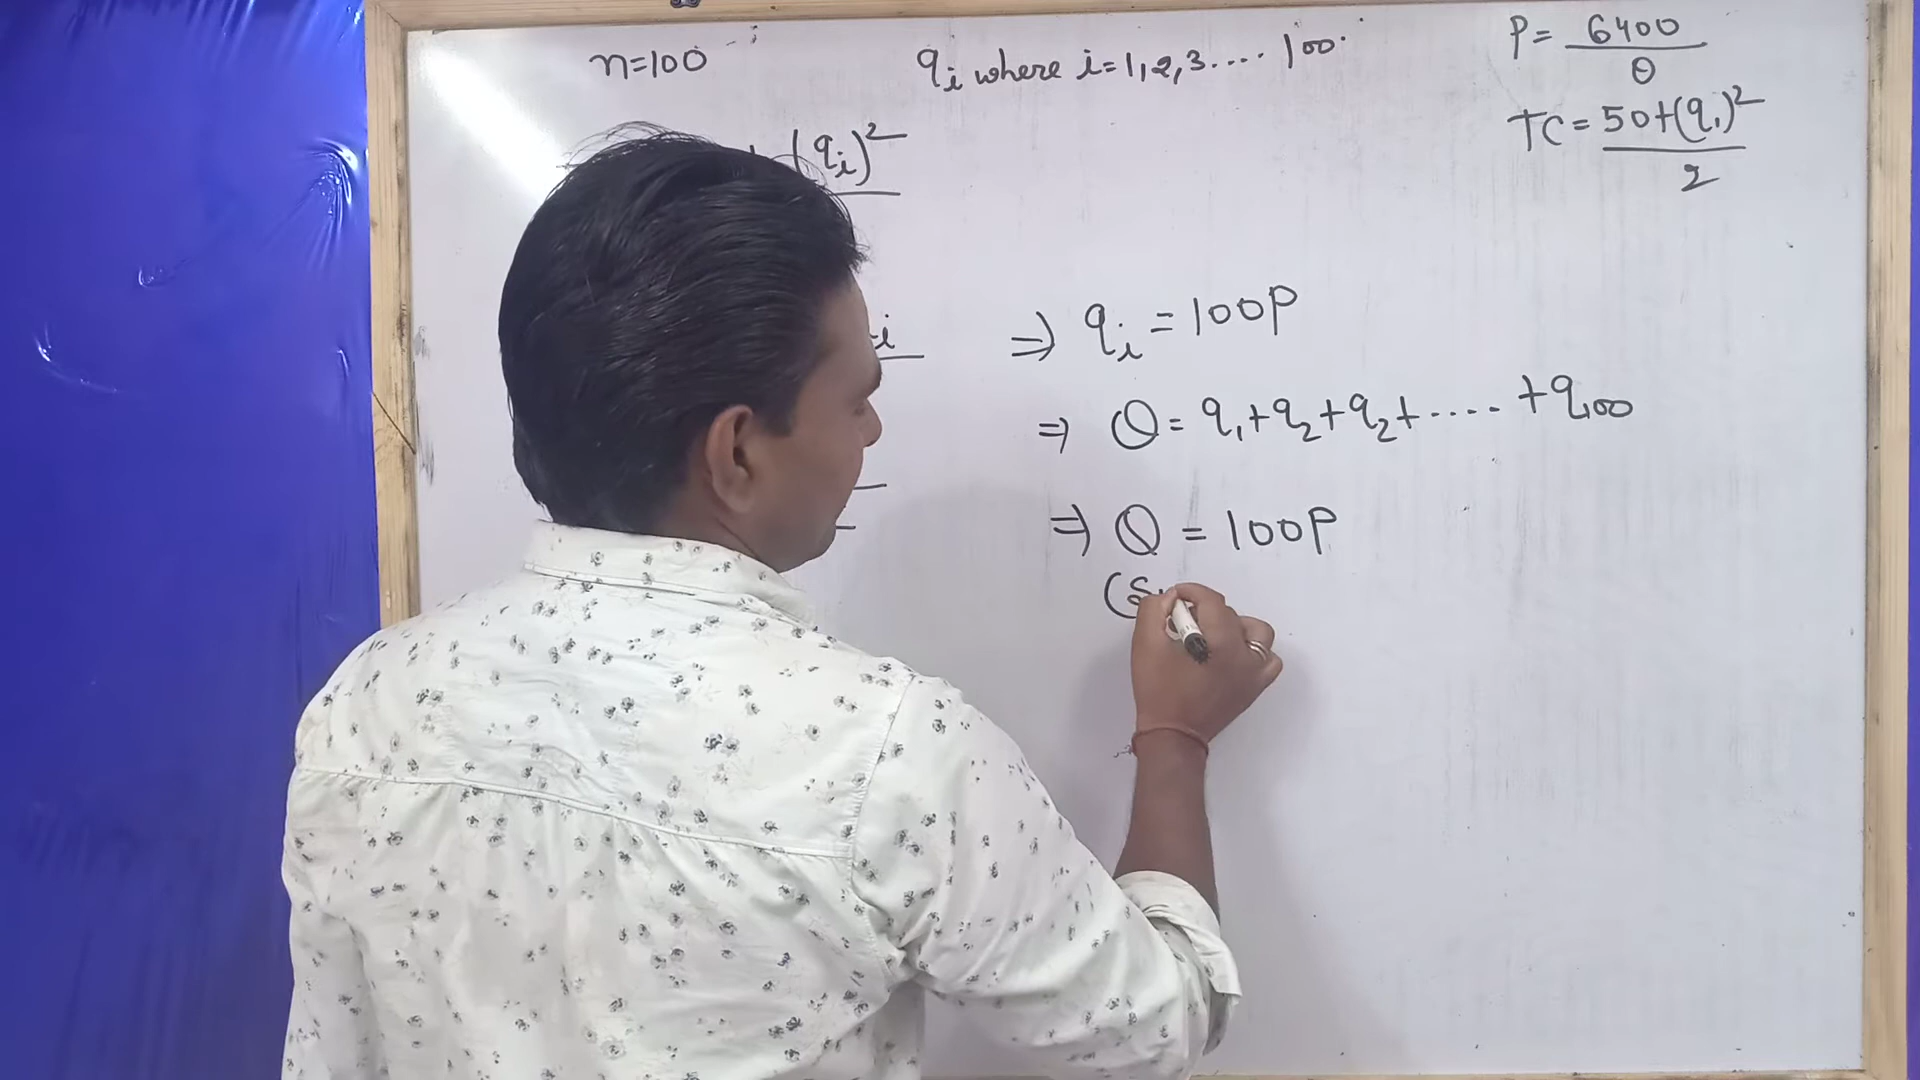 n=100
qi where i=1,2,3.... 100.
P= 6400
θ
TC= 50+(q1)²
2
(qi)²
i
⇒ qi = 100P
⇒ Q = q1+q2+q2+.... +q100
⇒ Q = 100P
(S